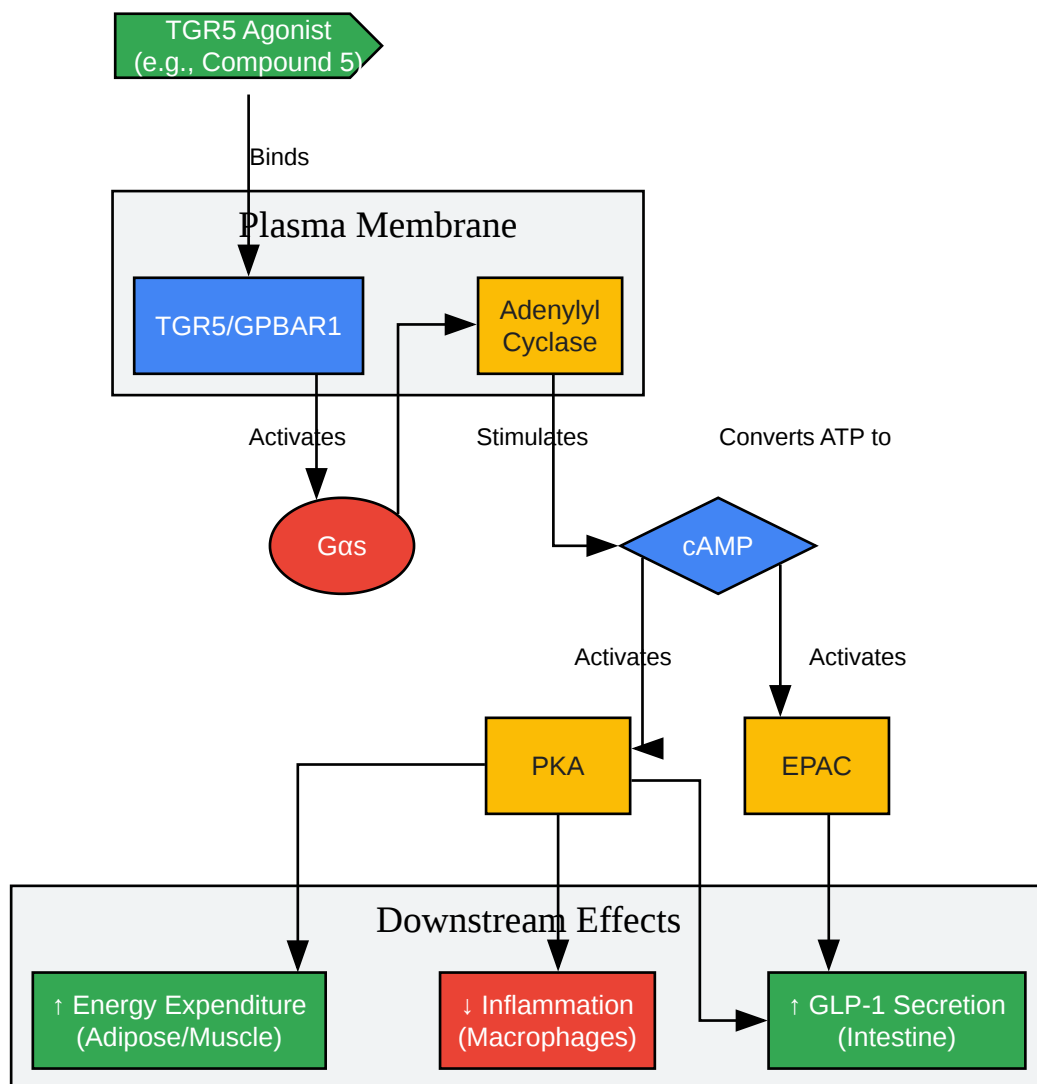 TGR5 Agonist
(e.g., Compound 5)
Binds
Plasma Membrane
TGR5/GPBAR1
Adenylyl
Cyclase
Activates
Stimulates
Converts ATP to
Gαs
cAMP
Activates
Activates
PKA
EPAC
Downstream Effects
↑ Energy Expenditure
(Adipose/Muscle)
↓ Inflammation
(Macrophages)
↑ GLP-1 Secretion
(Intestine)